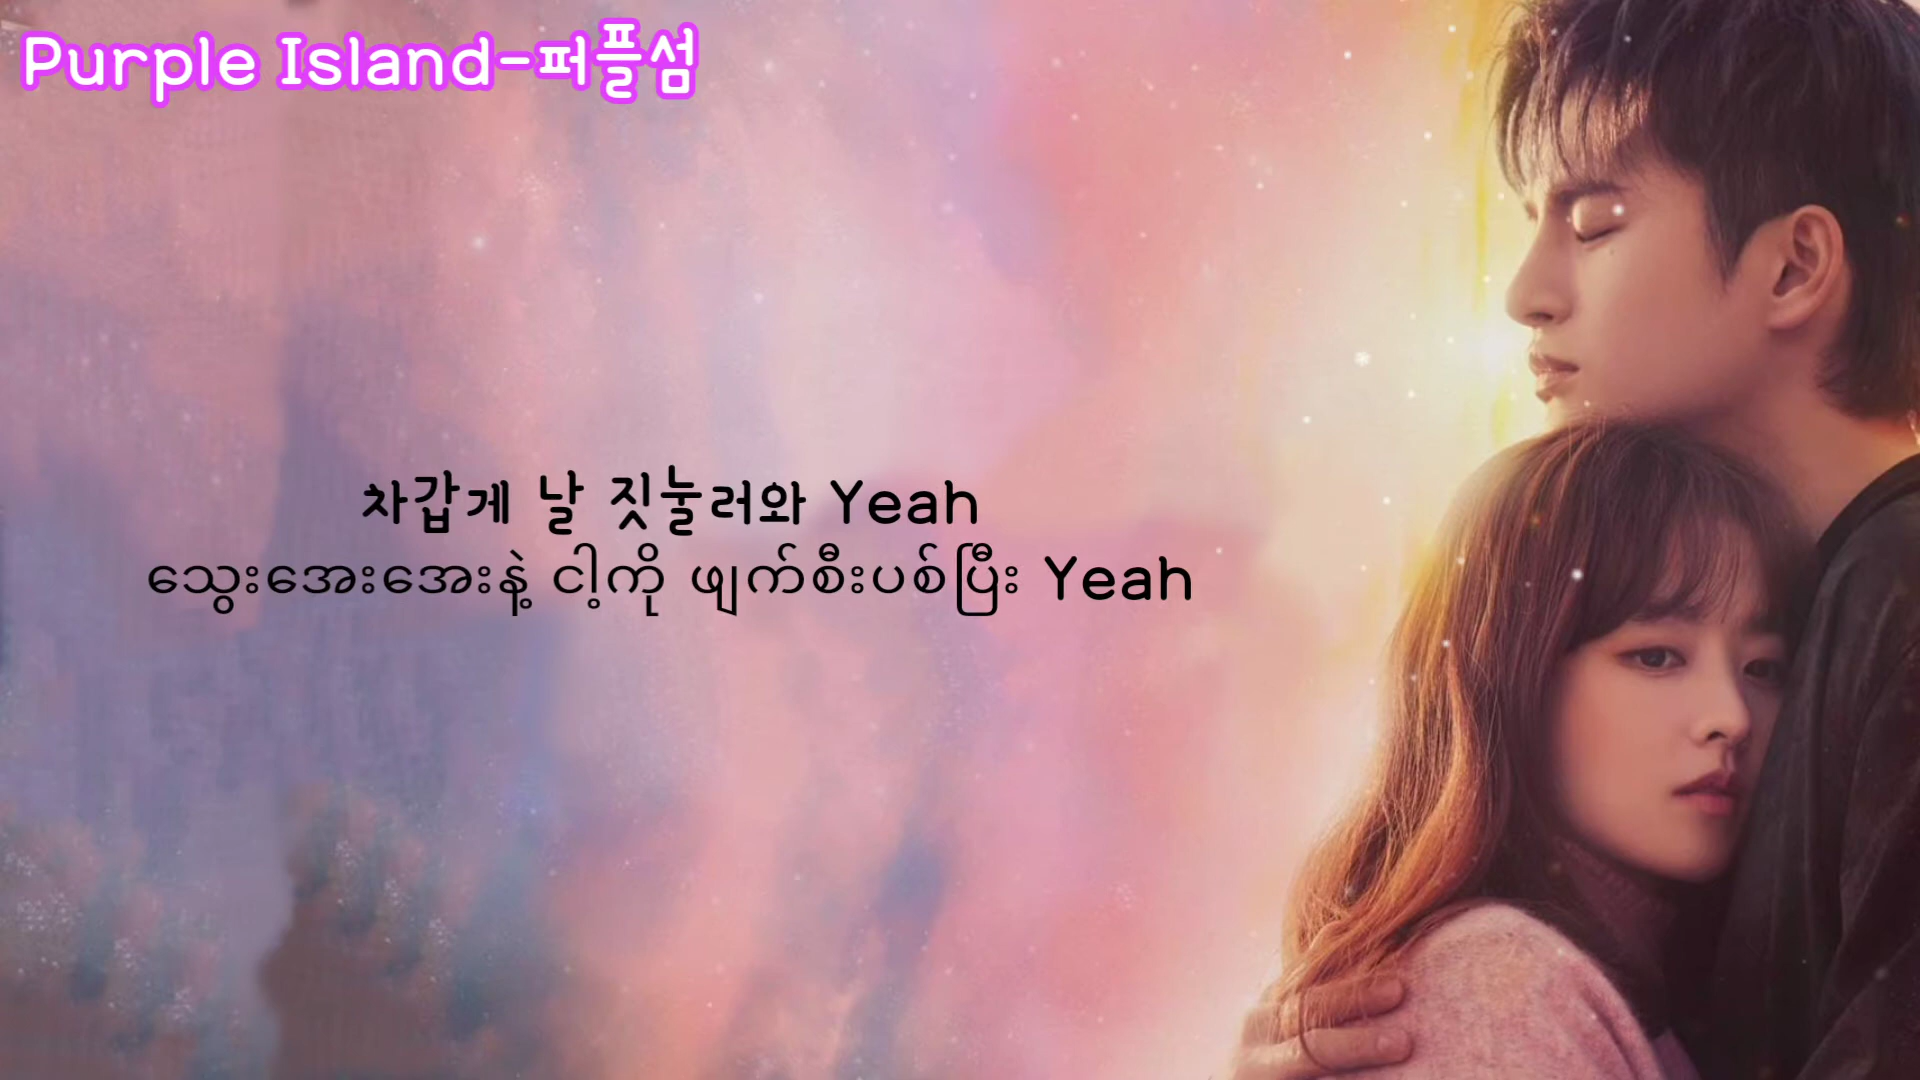 Purple Island-퍼플섬
차갑게 날 짓눌러와 Yeah
သွေးအေးအေးနဲ့ ငါ့ကို ဖျက်စီးပစ်ပြီး Yeah